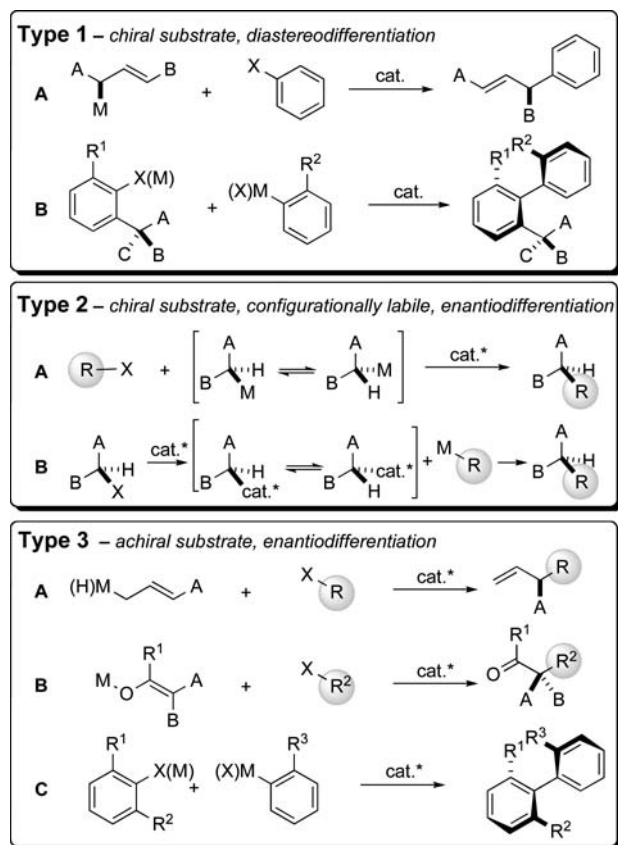 Type 1 – chiral substrate, diastereodifferentiation
A A B M + X cat. A B
B R¹ X(M) A C B + (X)M R² cat. R¹ R² A C B
Type 2 – chiral substrate, configurationally labile, enantiodifferentiation
A R X + A B H M A B M H cat.* A B H R
B A B H X cat.* A B H cat.* A B cat.* H + M R A B H R
Type 3 – achiral substrate, enantiodifferentiation
A (H)M A + X R cat.* R A
B M O R¹ A B + X R² cat.* R¹ O R² A B
C R¹ X(M) R² + (X)M R³ cat.* R¹ R³ R²